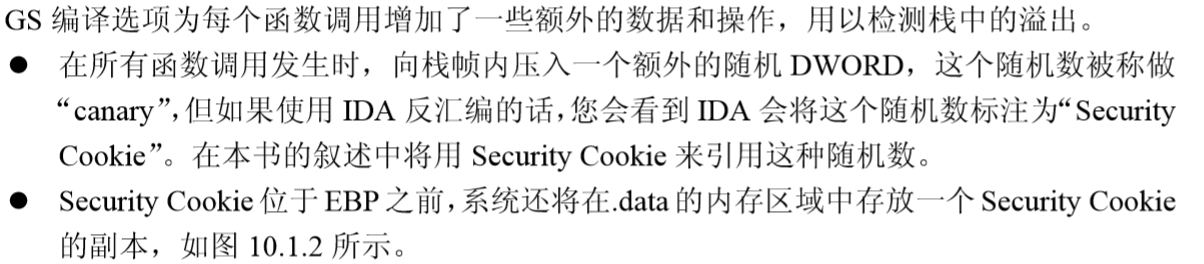 GS 编译选项为每个函数调用增加了一些额外的数据和操作，用以检测栈中的溢出。
● 在所有函数调用发生时，向栈帧内压入一个额外的随机 DWORD，这个随机数被称做
“canary”，但如果使用 IDA 反汇编的话，您会看到 IDA 会将这个随机数标注为“Security
Cookie”。在本书的叙述中将用 Security Cookie 来引用这种随机数。
● Security Cookie 位于 EBP 之前，系统还将在.data 的内存区域中存放一个 Security Cookie
的副本，如图 10.1.2 所示。